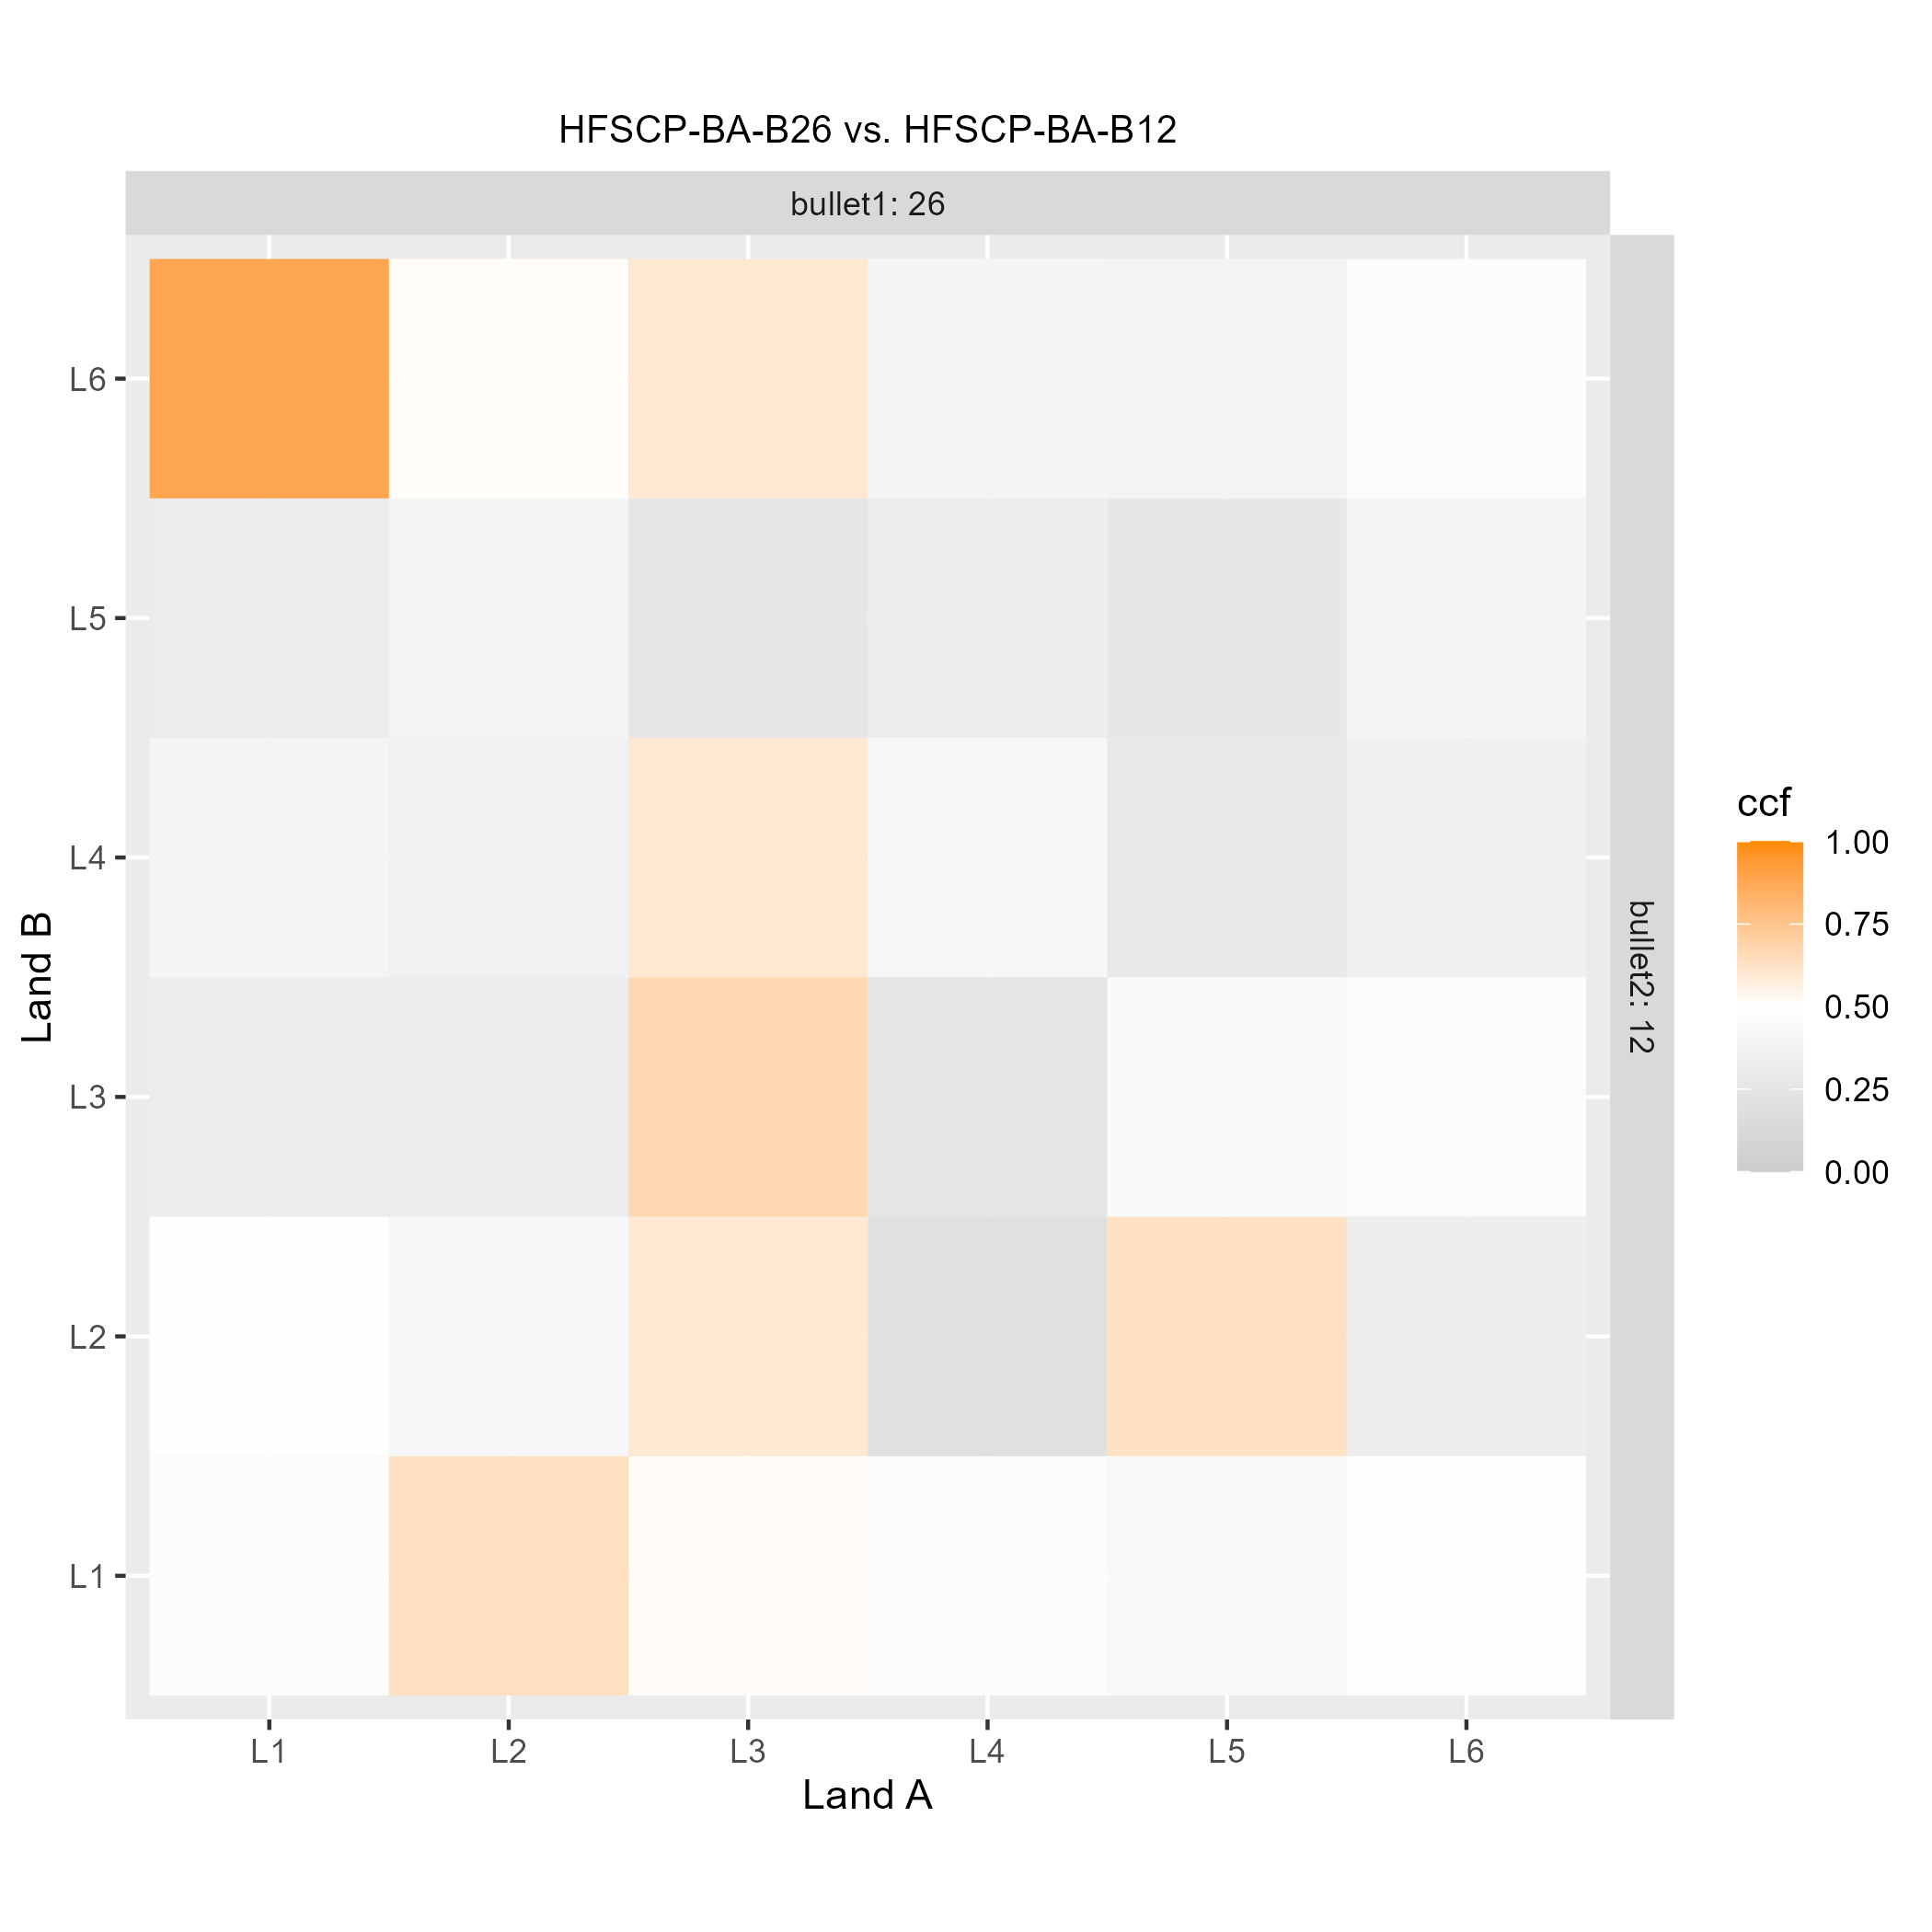 HFSCP-BA-B26 vs. HFSCP-BA-B12
bullet1: 26
L6
L5
L4
L3
L2
L1
Land B
L1
L2
L3
L4
L5
L6
Land A
bullet2: 12
ccf
1.00
0.75
0.50
0.25
0.00